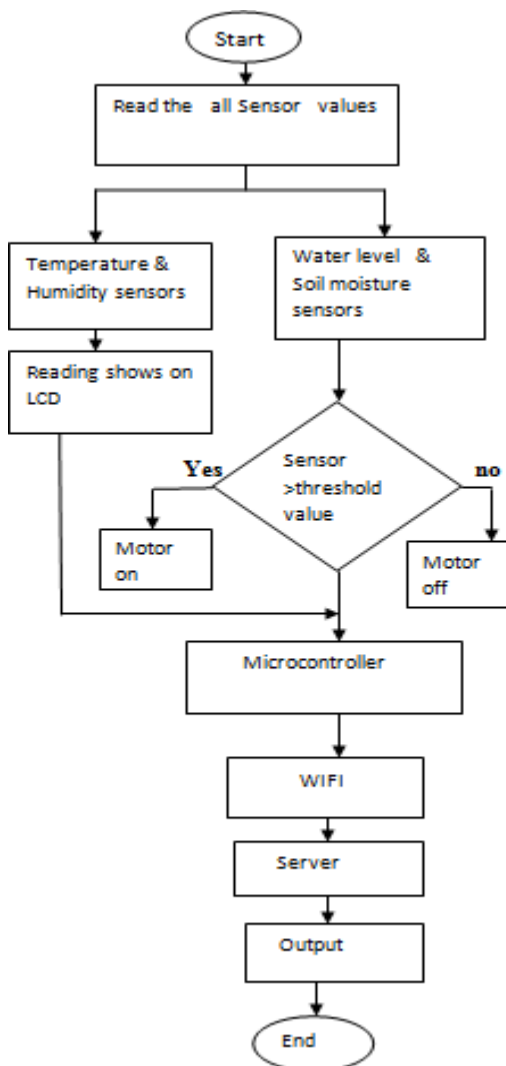 Start
Read the all Sensor values
Temperature &
Humidity sensors
Water level &
Soil moisture
sensors
Reading shows on
LCD
Yes
Sensor
>threshold
value
no
Motor
on
Motor
off
Microcontroller
WIFI
Server
Output
End